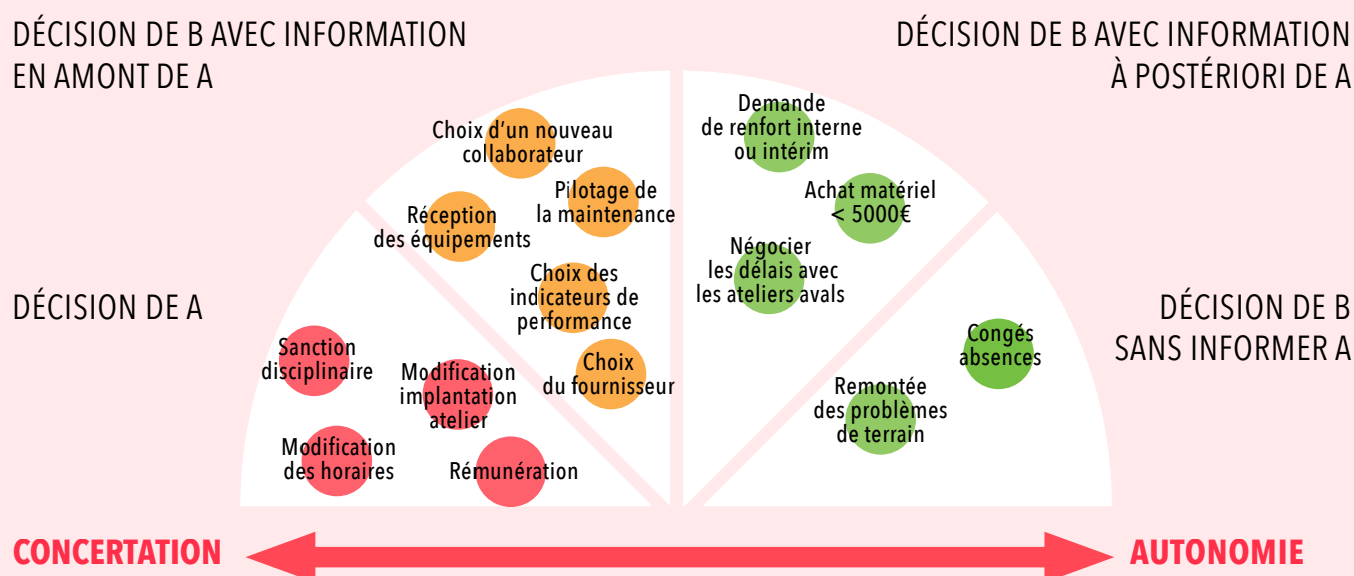 DÉCISION DE B AVEC INFORMATION
EN AMONT DE A
DÉCISION DE B AVEC INFORMATION
À POSTÉRIORI DE A
Choix d'un nouveau
collaborateur
Pilotage de
la maintenance
Réception
des équipements
Choix des
indicateurs de
performance
Choix
du fournisseur
Demande
de renfort interne
ou intérim
Achat matériel
< 5000€
Négocier
les délais avec
les ateliers avals
DÉCISION DE A
Sanction
disciplinaire
Modification
implantation
atelier
Modification
des horaires
Rémunération
DÉCISION DE B
SANS INFORMER A
Congés
absences
Remontée
des problèmes
de terrain
CONCERTATION
AUTONOMIE